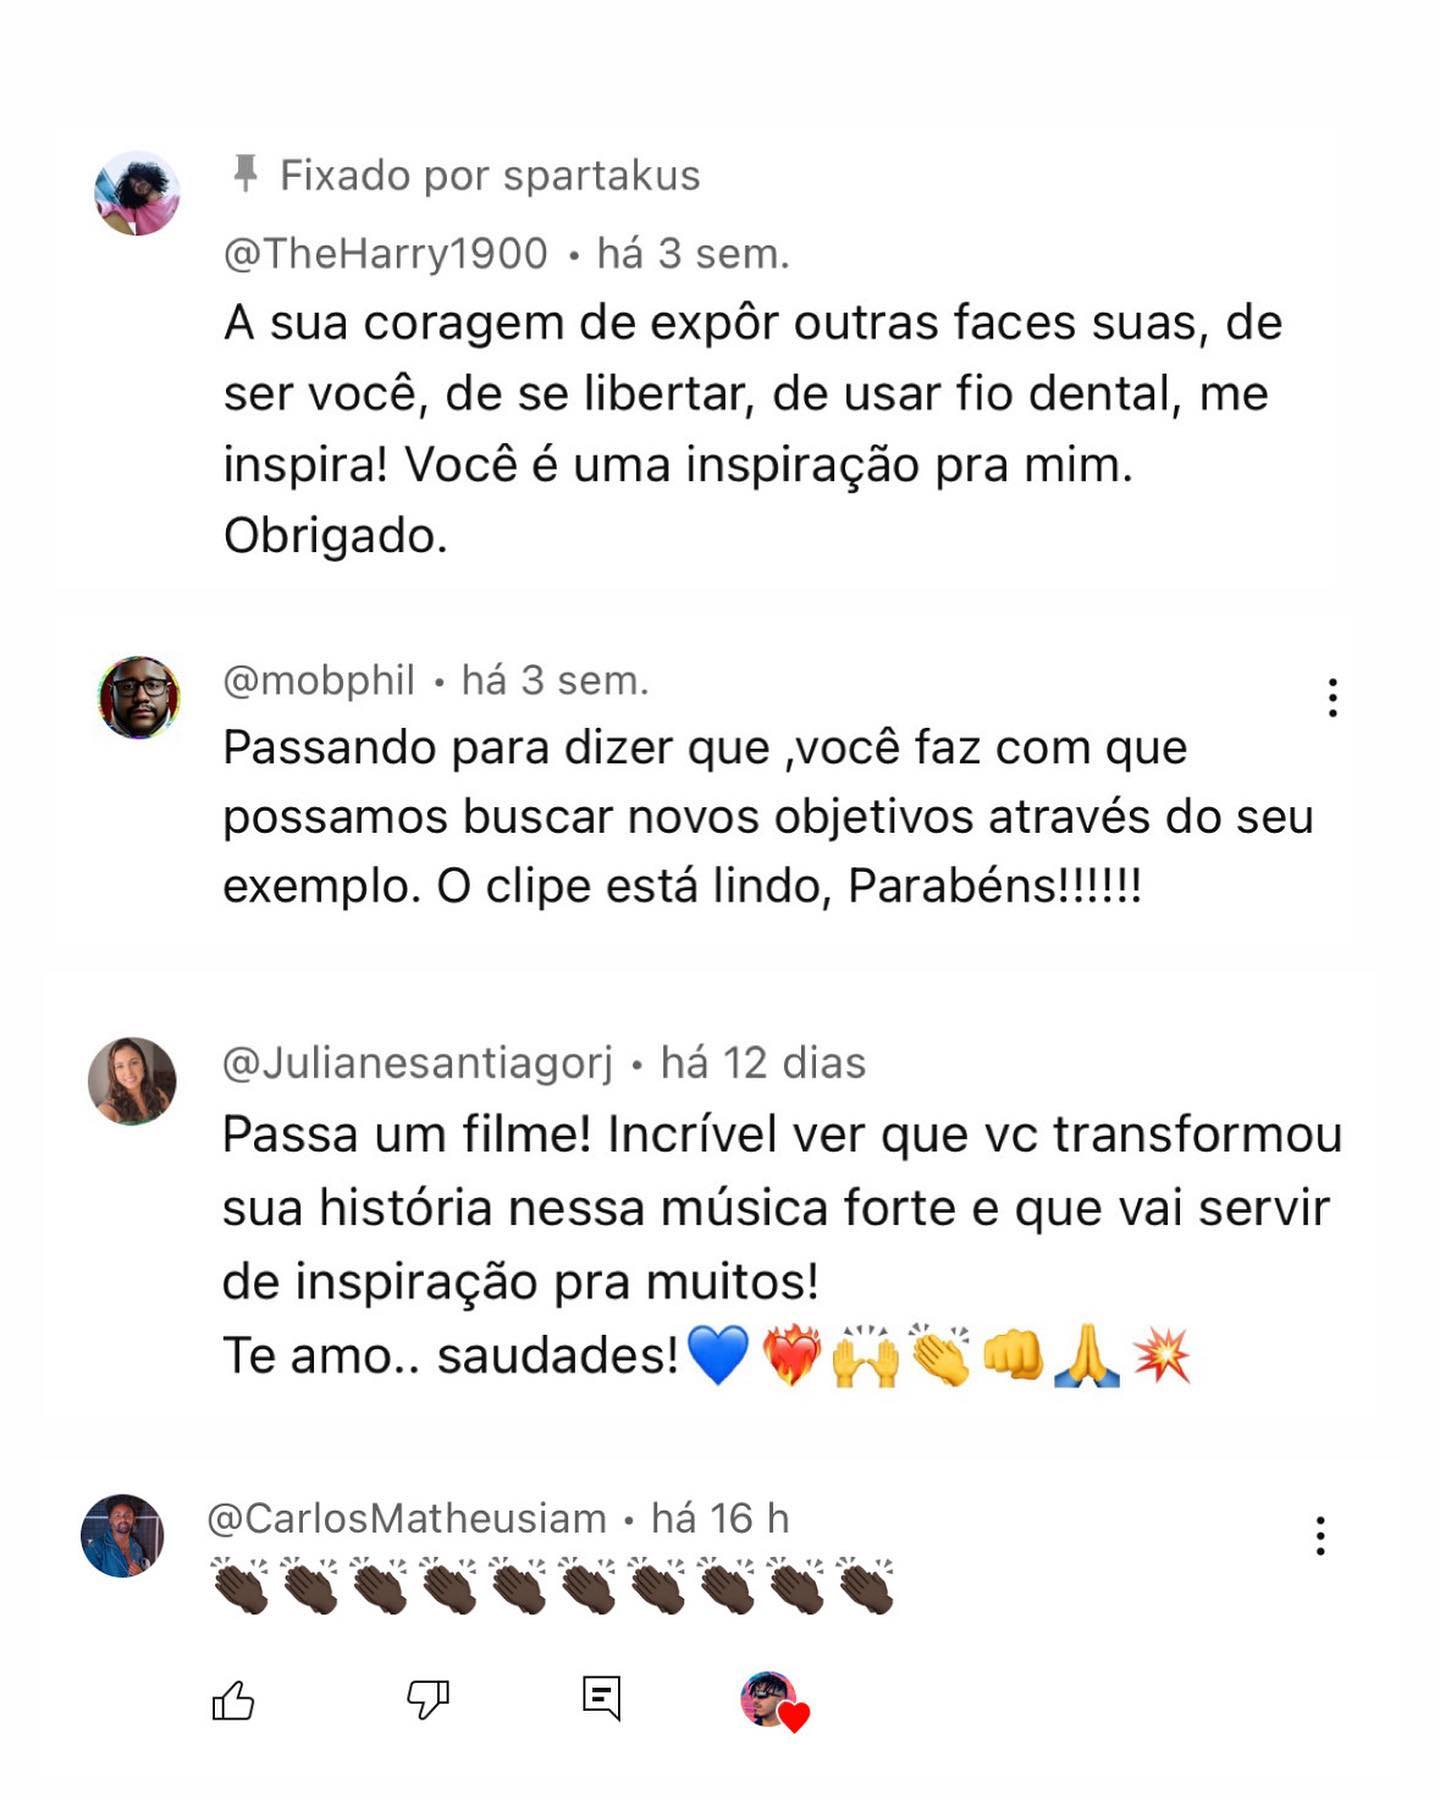 Fixado por spartakus
@TheHarry1900 • há 3 sem.
A sua coragem de expôr outras faces suas, de
ser você, de se libertar, de usar fio dental, me
inspira! Você é uma inspiração pra mim.
Obrigado.
@mobphil • há 3 sem.
Passando para dizer que ,você faz com que
possamos buscar novos objetivos através do seu
exemplo. O clipe está lindo, Parabéns!!!!!!
@Julianesantiagorj • há 12 dias
Passa um filme! Incrível ver que vc transformou
sua história nessa música forte e que vai servir
de inspiração pra muitos!
Te amo.. saudades!💙❤️‍🔥🙌👏👊🙏💥
@CarlosMatheusiam • há 16 h
👏🏿👏🏿👏🏿👏🏿👏🏿👏🏿👏🏿👏🏿👏🏿👏🏿